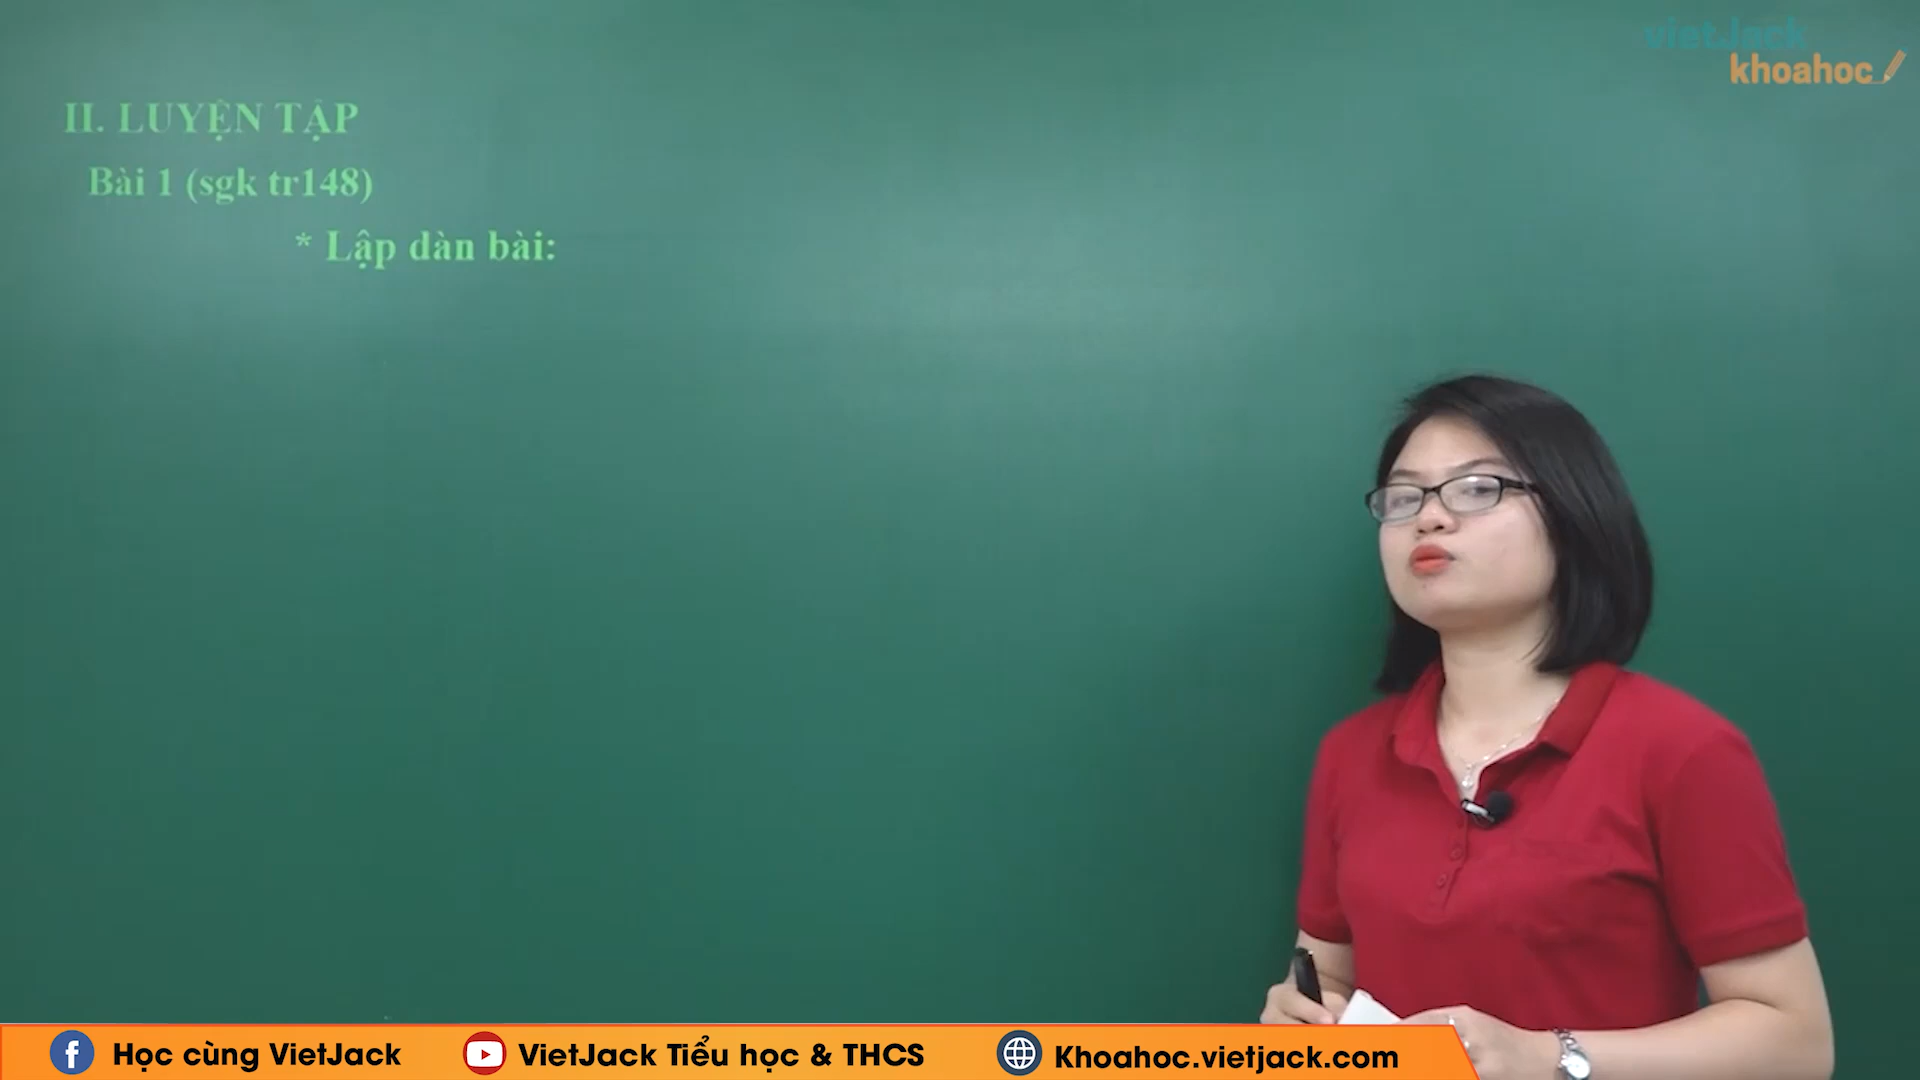 vietJack
khoahoc
II. LUYỆN TẬP
Bài 1 (sgk tr148)
* Lập dàn bài:
Học cùng VietJack
VietJack Tiểu học & THCS
Khoahoc.vietjack.com